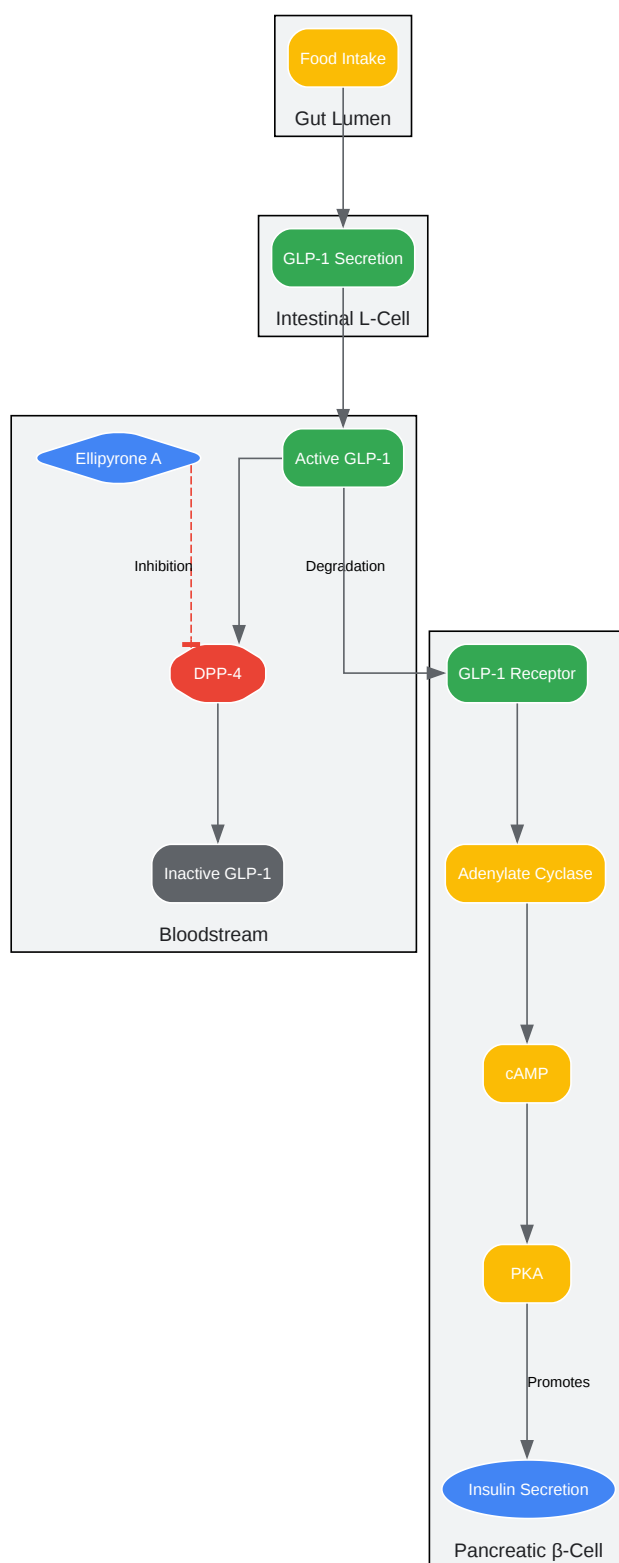 Food Intake
Gut Lumen
GLP-1 Secretion
Intestinal L-Cell
Ellipyrone A
Active GLP-1
Inhibition
Degradation
DPP-4
GLP-1 Receptor
Inactive GLP-1
Adenylate Cyclase
Bloodstream
cAMP
PKA
Promotes
Insulin Secretion
Pancreatic β-Cell